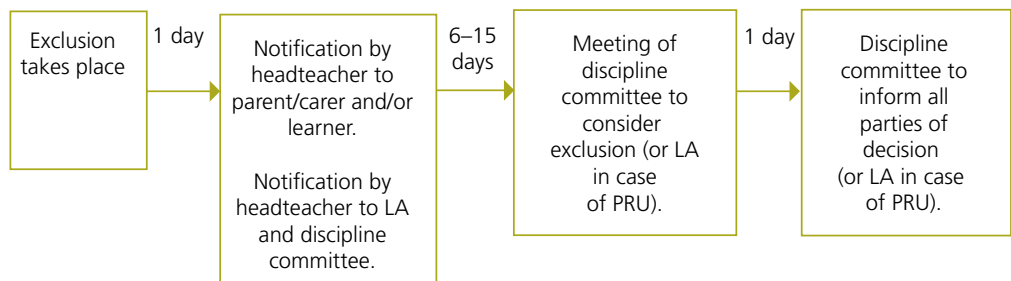 Exclusion
takes place
1 day
Notification by
headteacher to
parent/carer and/or
learner.
Notification by
headteacher to LA
and discipline
committee.
6–15
days
Meeting of
discipline
committee to
consider
exclusion (or LA
in case
of PRU).
1 day
Discipline
committee to
inform all
parties of
decision
(or LA in case
of PRU).